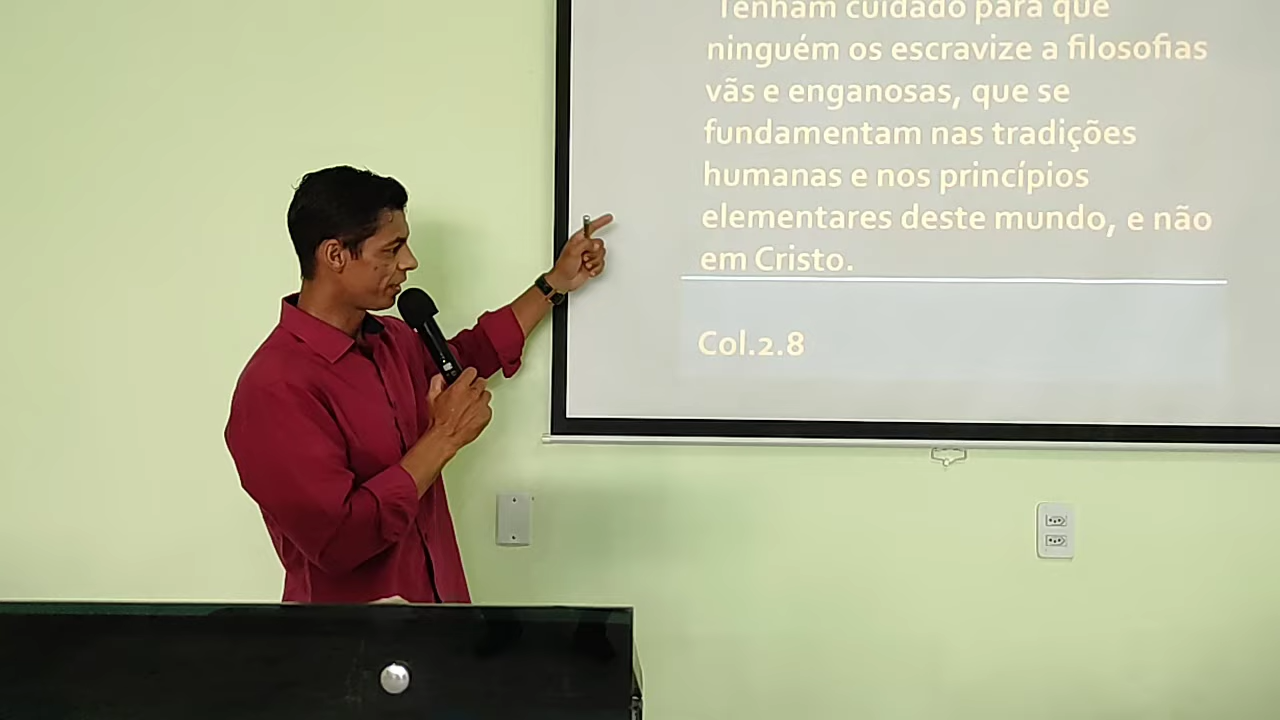 Tenham cuidado para que
ninguém os escravize a filosofias
vãs e enganosas, que se
fundamentam nas tradições
humanas e nos princípios
elementares deste mundo, e não
em Cristo.
Col.2.8